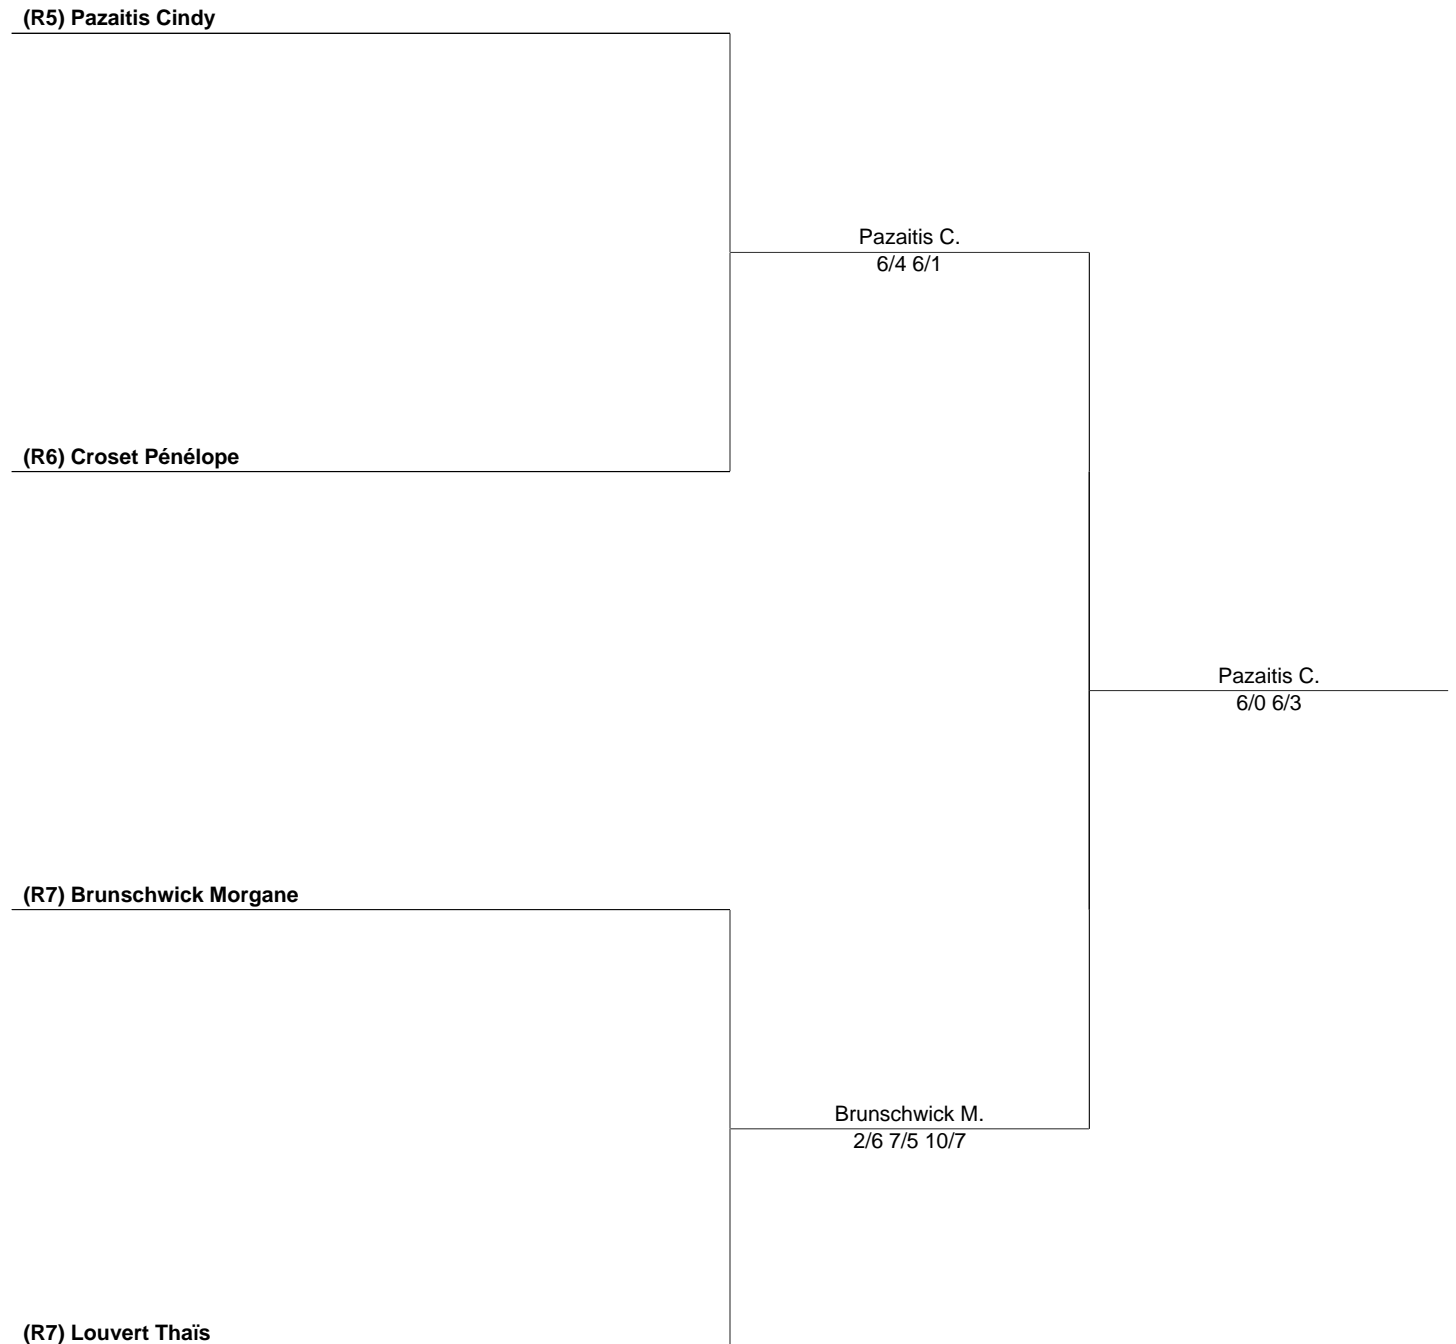 (R5) Pazaitis Cindy
Pazaitis C.
6/4 6/1
(R6) Croset Pénélope
Pazaitis C.
6/0 6/3
(R7) Brunschwick Morgane
Brunschwick M.
2/6 7/5 10/7
(R7) Louvert Thaïs